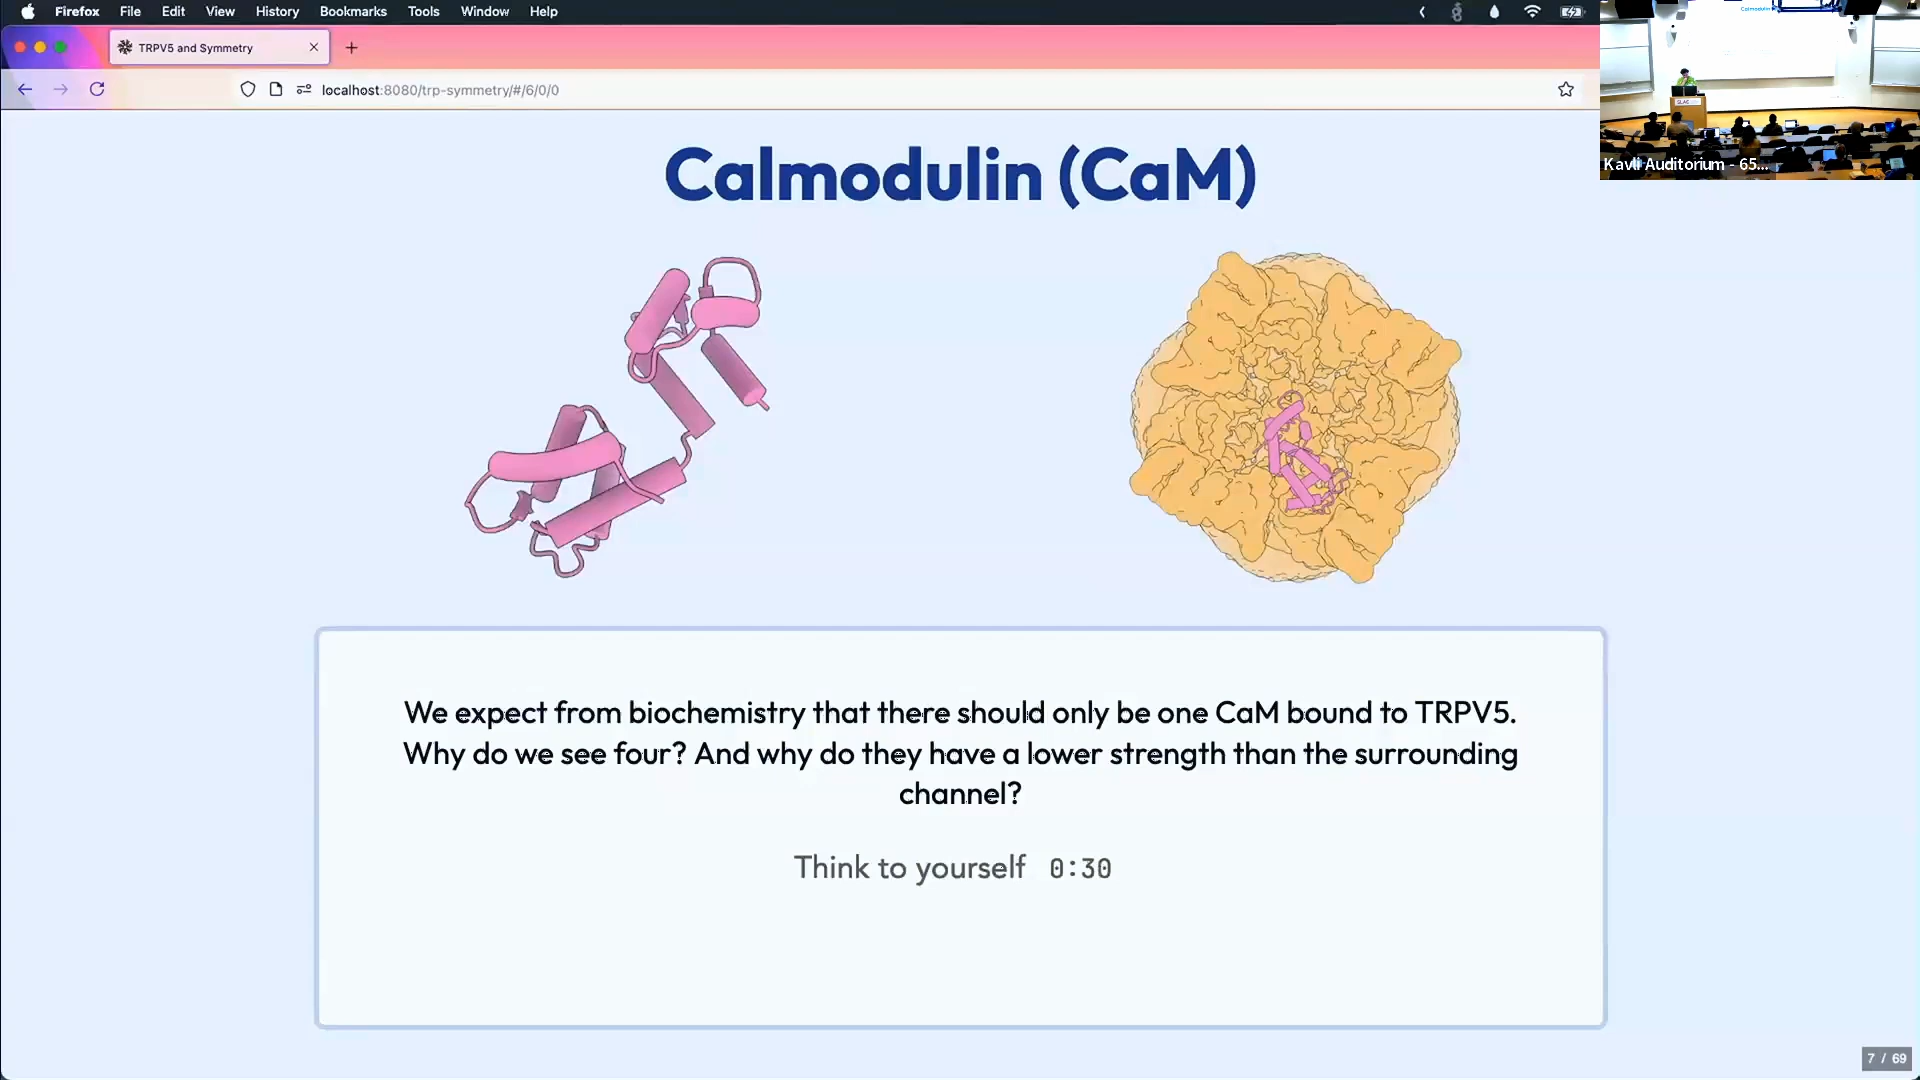 Firefox File Edit View History Bookmarks Tools Window Help
TRPV5 and Symmetry
localhost:8080/trp-symmetry/#/6/0/0
Calmodulin
SLAC
Kavli Auditorium - 65...
Calmodulin (CaM)
We expect from biochemistry that there should only be one CaM bound to TRPV5.
Why do we see four? And why do they have a lower strength than the surrounding
channel?
Think to yourself 0:30
7 / 69